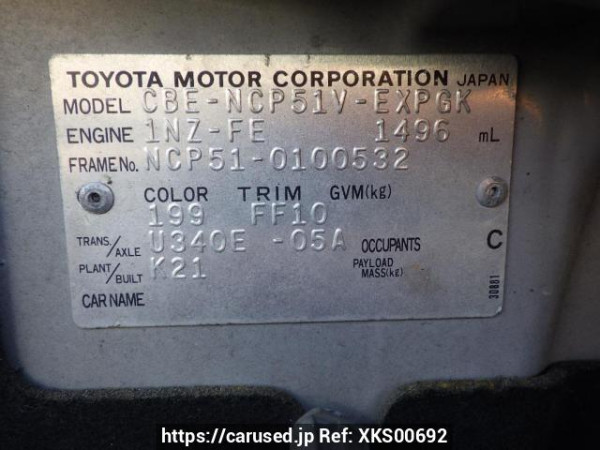 TOYOTA MOTOR CORPORATION JAPAN
MODEL CBE-NCP51V-EXPGK
ENGINE 1NZ-FE 1496 mL
FRAME No. NCP51-0100532
COLOR TRIM GVM(kg)
199 FF10
TRANS./AXLE U340E -05A OCCUPANTS C
PLANT/BUILT K21 PAYLOAD MASS(kg)
CAR NAME
30881
https://carused.jp Ref: XKS00692